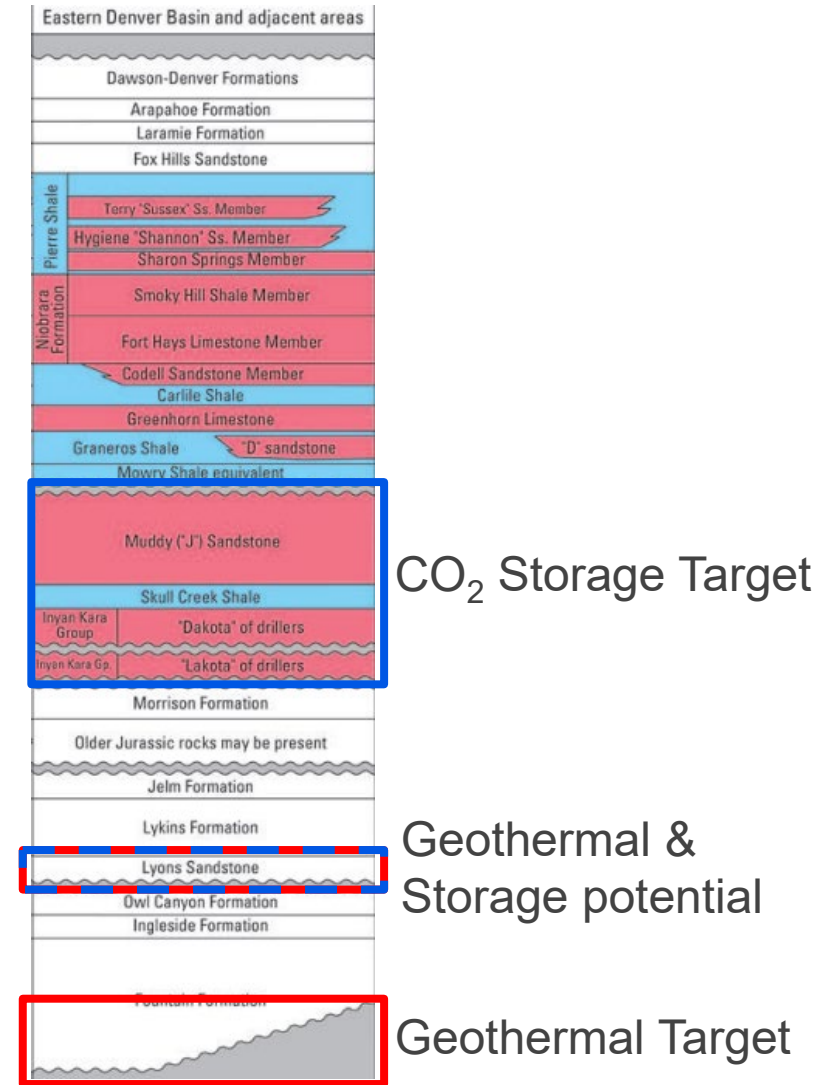 Eastern Denver Basin and adjacent areas
Dawson-Denver Formations
Arapahoe Formation
Laramie Formation
Fox Hills Sandstone
Pierre Shale
Terry "Sussex" Ss. Member
Hygiene "Shannon" Ss. Member
Sharon Springs Member
Niobrara
Formation
Smoky Hill Shale Member
Fort Hays Limestone Member
Codell Sandstone Member
Carlile Shale
Greenhorn Limestone
Graneros Shale
"D" sandstone
Mowry Shale equivalent
Muddy ("J") Sandstone
CO₂ Storage Target
Skull Creek Shale
Inyan Kara
Group
"Dakota" of drillers
Inyan Kara Gp.
"Lakota" of drillers
Morrison Formation
Older Jurassic rocks may be present
Jelm Formation
Lykins Formation
Lyons Sandstone
Geothermal &
Storage potential
Owl Canyon Formation
Ingleside Formation
Fountain Formation
Geothermal Target